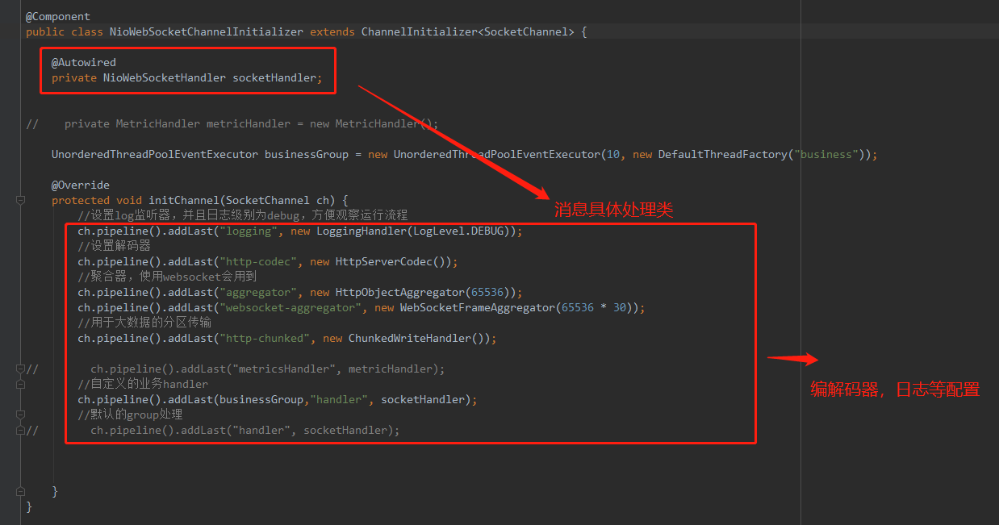 @Component
public class NioWebSocketChannelInitializer extends ChannelInitializer<SocketChannel> {
@Autowired
private NioWebSocketHandler socketHandler;
// private MetricHandler metricHandler = new MetricHandler();
UnorderedThreadPoolEventExecutor businessGroup = new UnorderedThreadPoolEventExecutor(10, new DefaultThreadFactory("business"));
@Override
protected void initChannel(SocketChannel ch) {
消息具体处理类
//设置log监听器，并且日志级别为debug，方便观察运行流程
ch.pipeline().addLast("logging", new LoggingHandler(LogLevel.DEBUG));
//设置解码器
ch.pipeline().addLast("http-codec", new HttpServerCodec());
//聚合器，使用websocket会用到
ch.pipeline().addLast("aggregator", new HttpObjectAggregator(65536));
ch.pipeline().addLast("websocket-aggregator", new WebSocketFrameAggregator(65536 * 30));
//用于大数据的分区传输
ch.pipeline().addLast("http-chunked", new ChunkedWriteHandler());
// ch.pipeline().addLast("metricsHandler", metricHandler);
//自定义的业务handler
编解码器，日志等配置
ch.pipeline().addLast(businessGroup,"handler", socketHandler);
//默认的group处理
// ch.pipeline().addLast("handler", socketHandler);
}
}